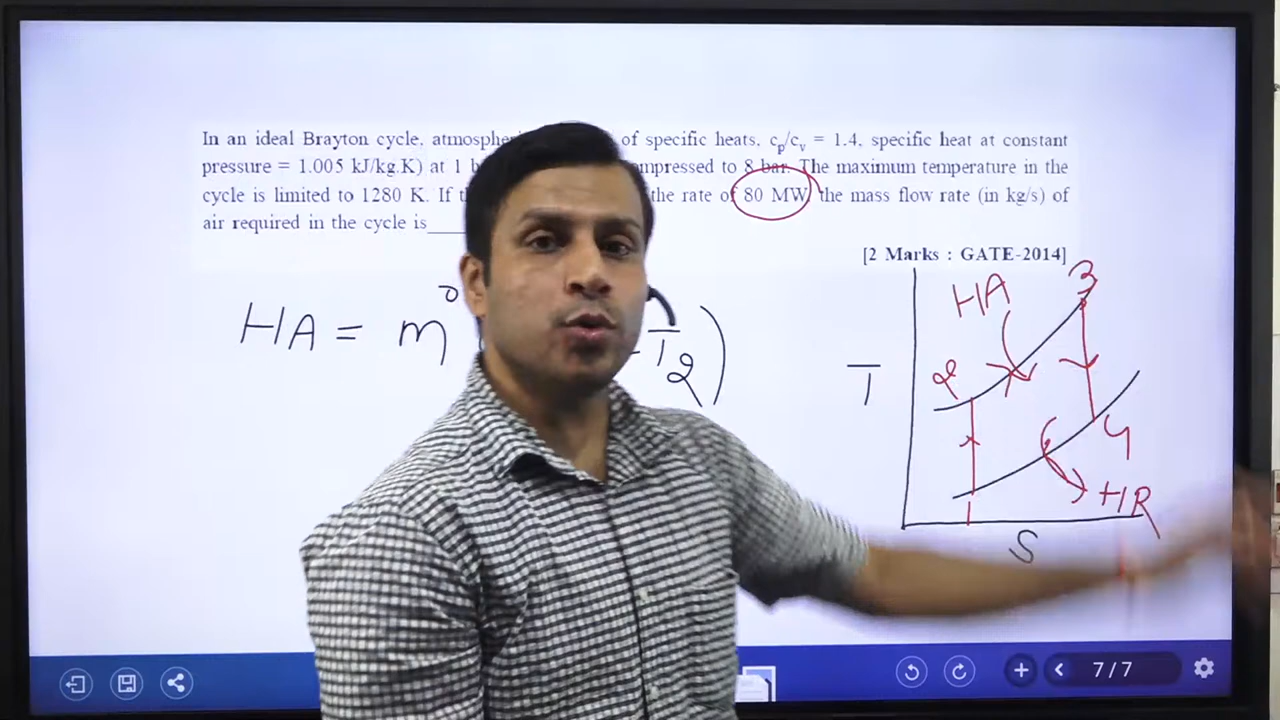 In an ideal Brayton cycle, atmospheri of specific heats, cp/cv = 1.4, specific heat at constant
pressure = 1.005 kJ/kg.K) at 1 b mpressed to 8 bar. The maximum temperature in the
cycle is limited to 1280 K. If t the rate of 80 MW, the mass flow rate (in kg/s) of
air required in the cycle is
[2 Marks : GATE-2014]
HA = m° - T2)
HA 3
2
T
4
HR
1
S
7/7